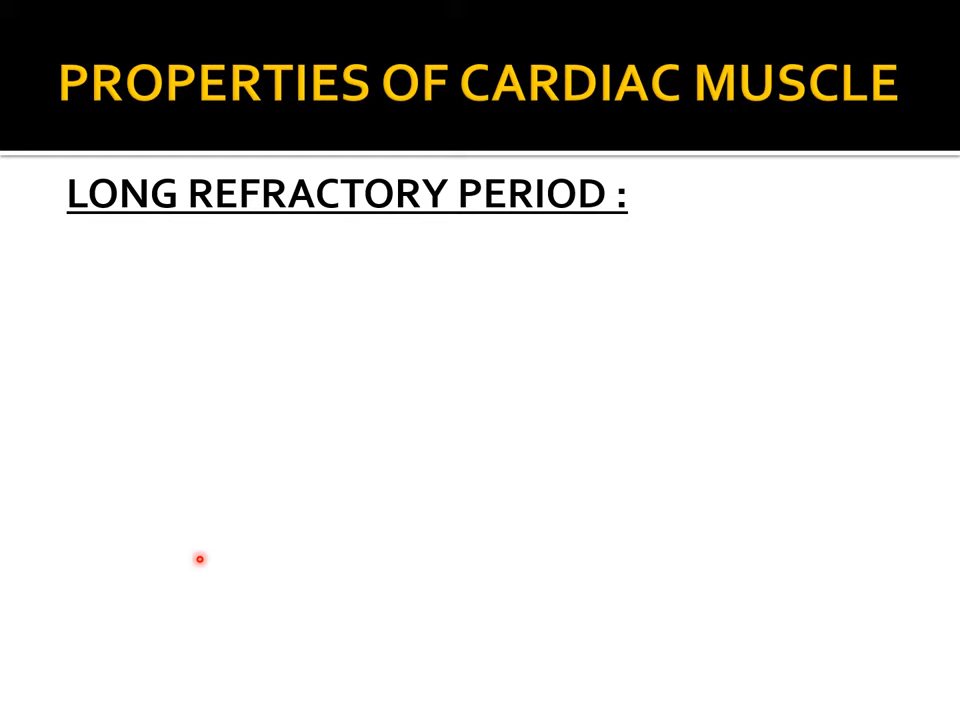 PROPERTIES OF CARDIAC MUSCLE
LONG REFRACTORY PERIOD :